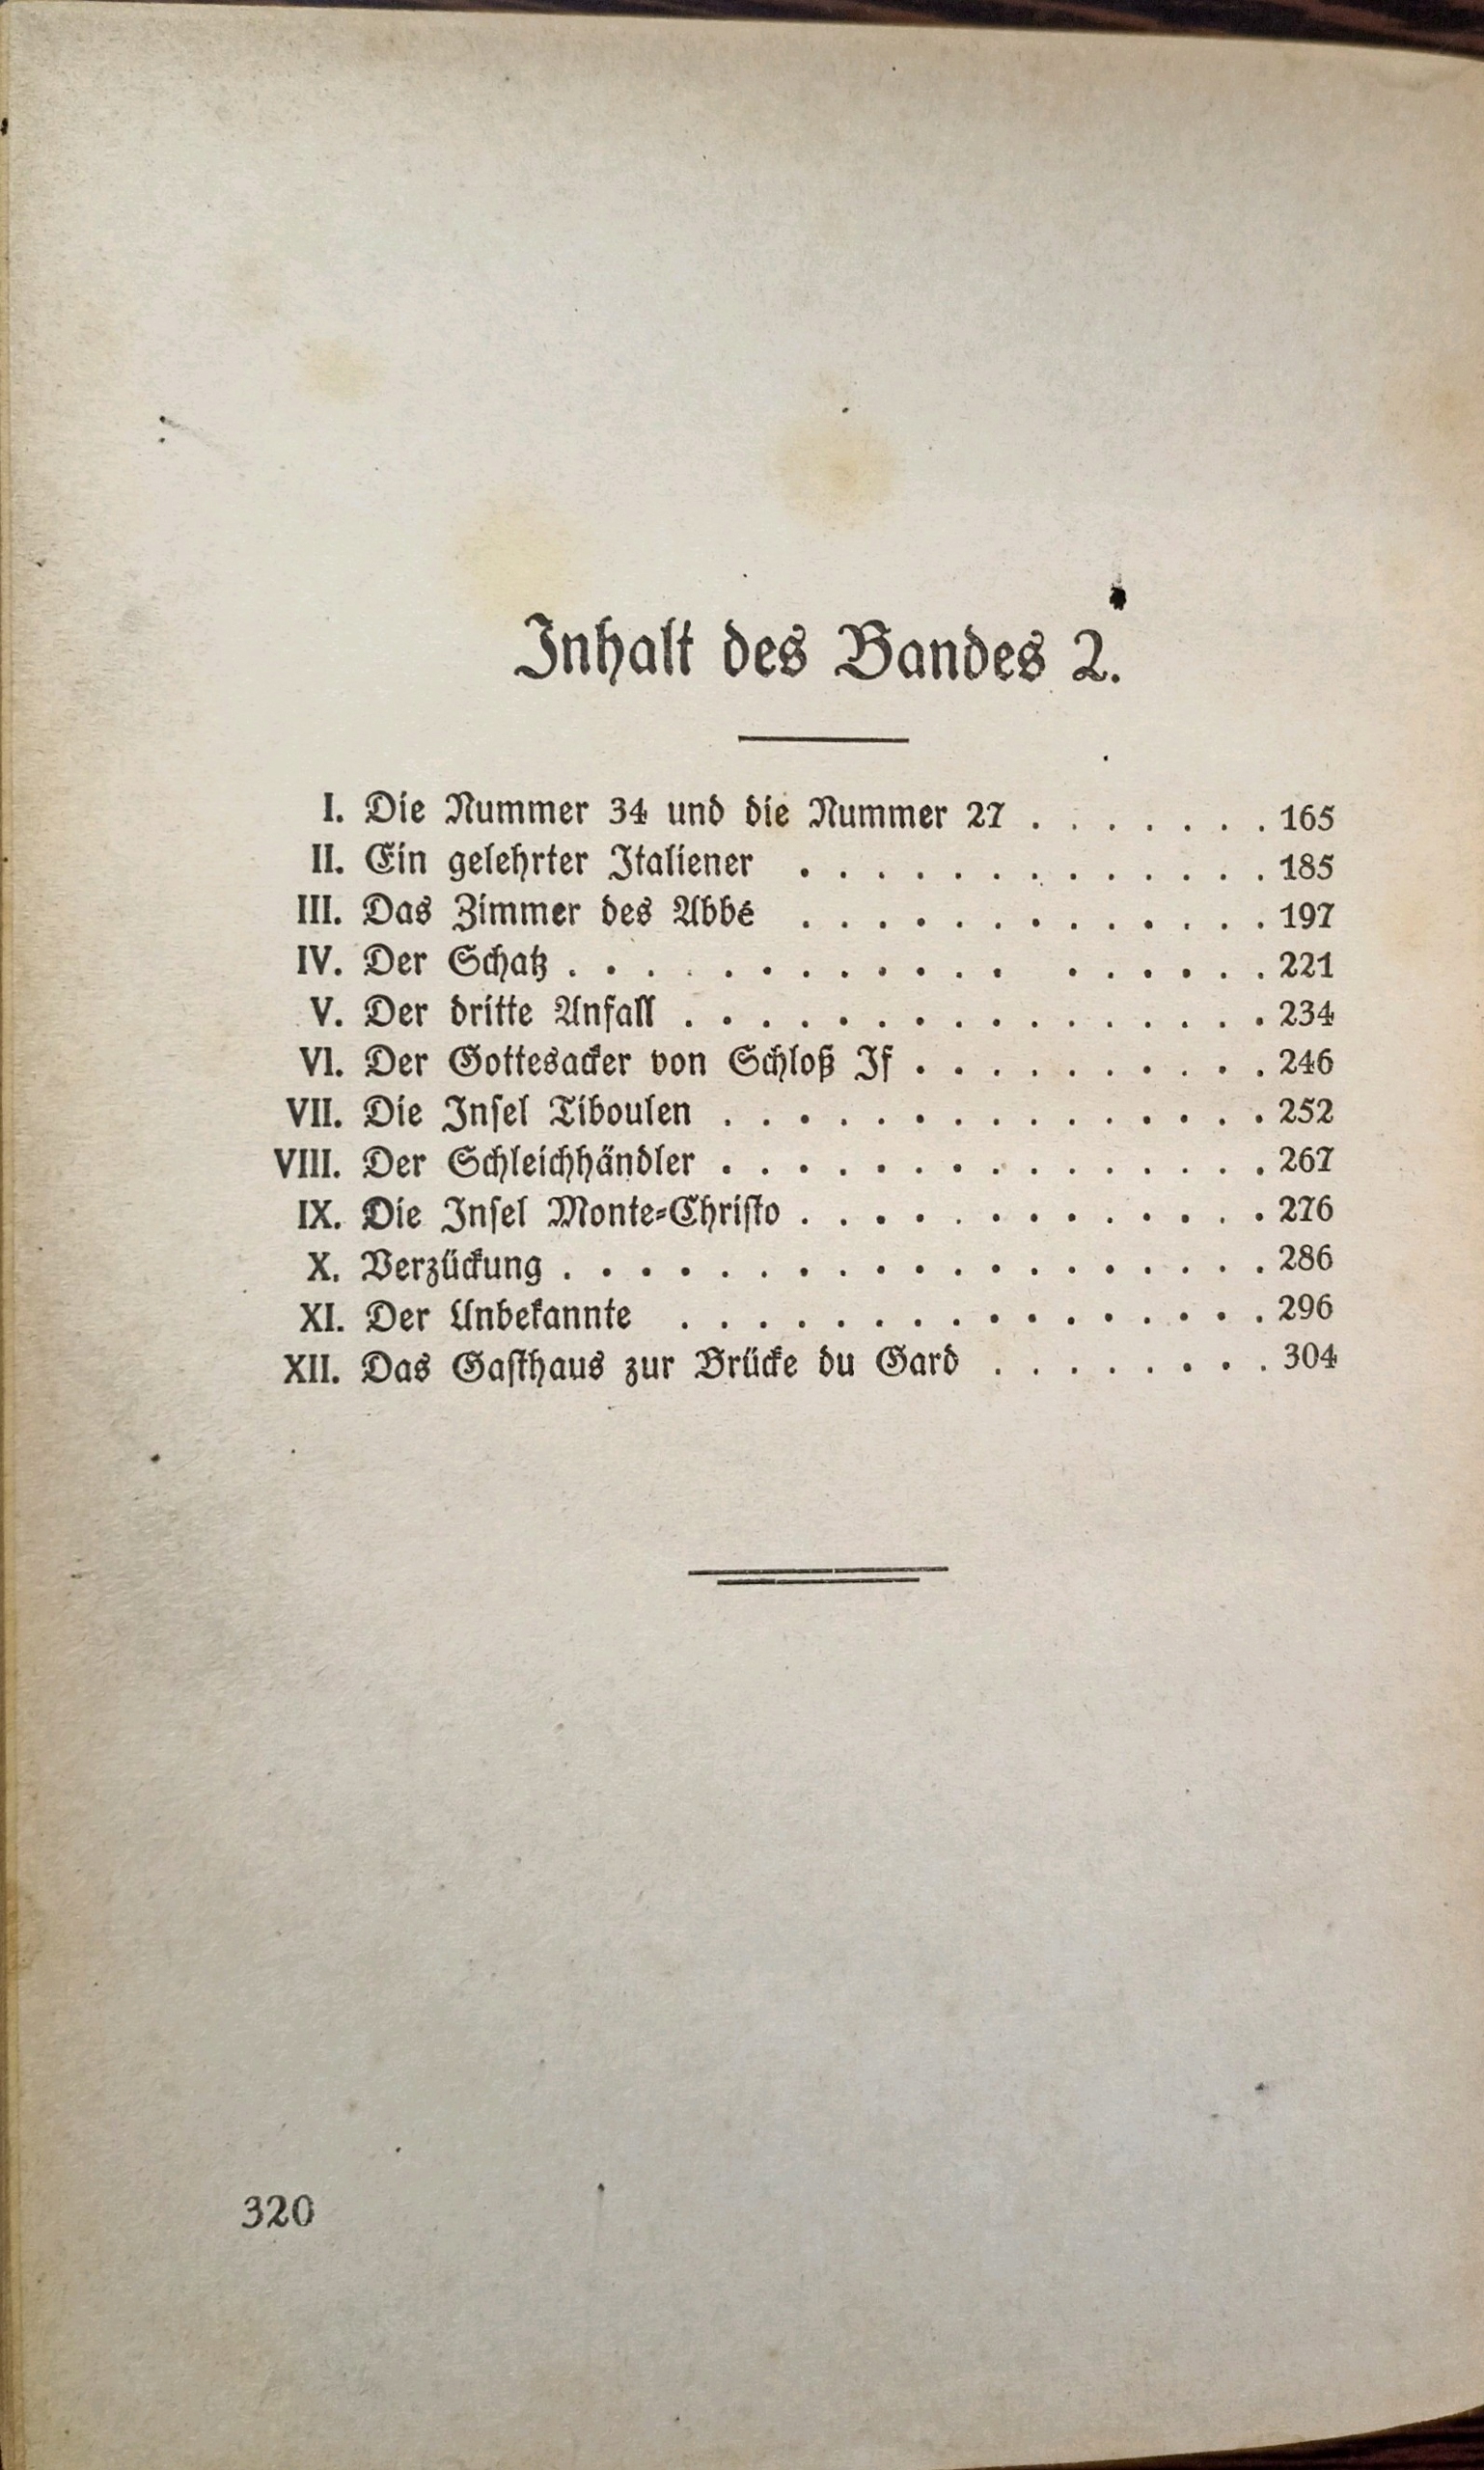 Inhalt des Bandes 2.
I. Die Nummer 34 und die Nummer 27 . . . . . . . 165
II. Ein gelehrter Italiener . . . . . . . . . . . . . 185
III. Das Zimmer des Abbé . . . . . . . . . . . . . 197
IV. Der Schatz . . . . . . . . . . . . . . . . . . 221
V. Der dritte Anfall . . . . . . . . . . . . . . . . 234
VI. Der Gottesacker von Schloß If . . . . . . . . . . 246
VII. Die Insel Tiboulen . . . . . . . . . . . . . . . 252
VIII. Der Schleichhändler . . . . . . . . . . . . . . . 267
IX. Die Insel Monte-Christo . . . . . . . . . . . . . 276
X. Verzückung . . . . . . . . . . . . . . . . . . . 286
XI. Der Unbekannte . . . . . . . . . . . . . . . . 296
XII. Das Gasthaus zur Brücke du Gard . . . . . . . . 304
320